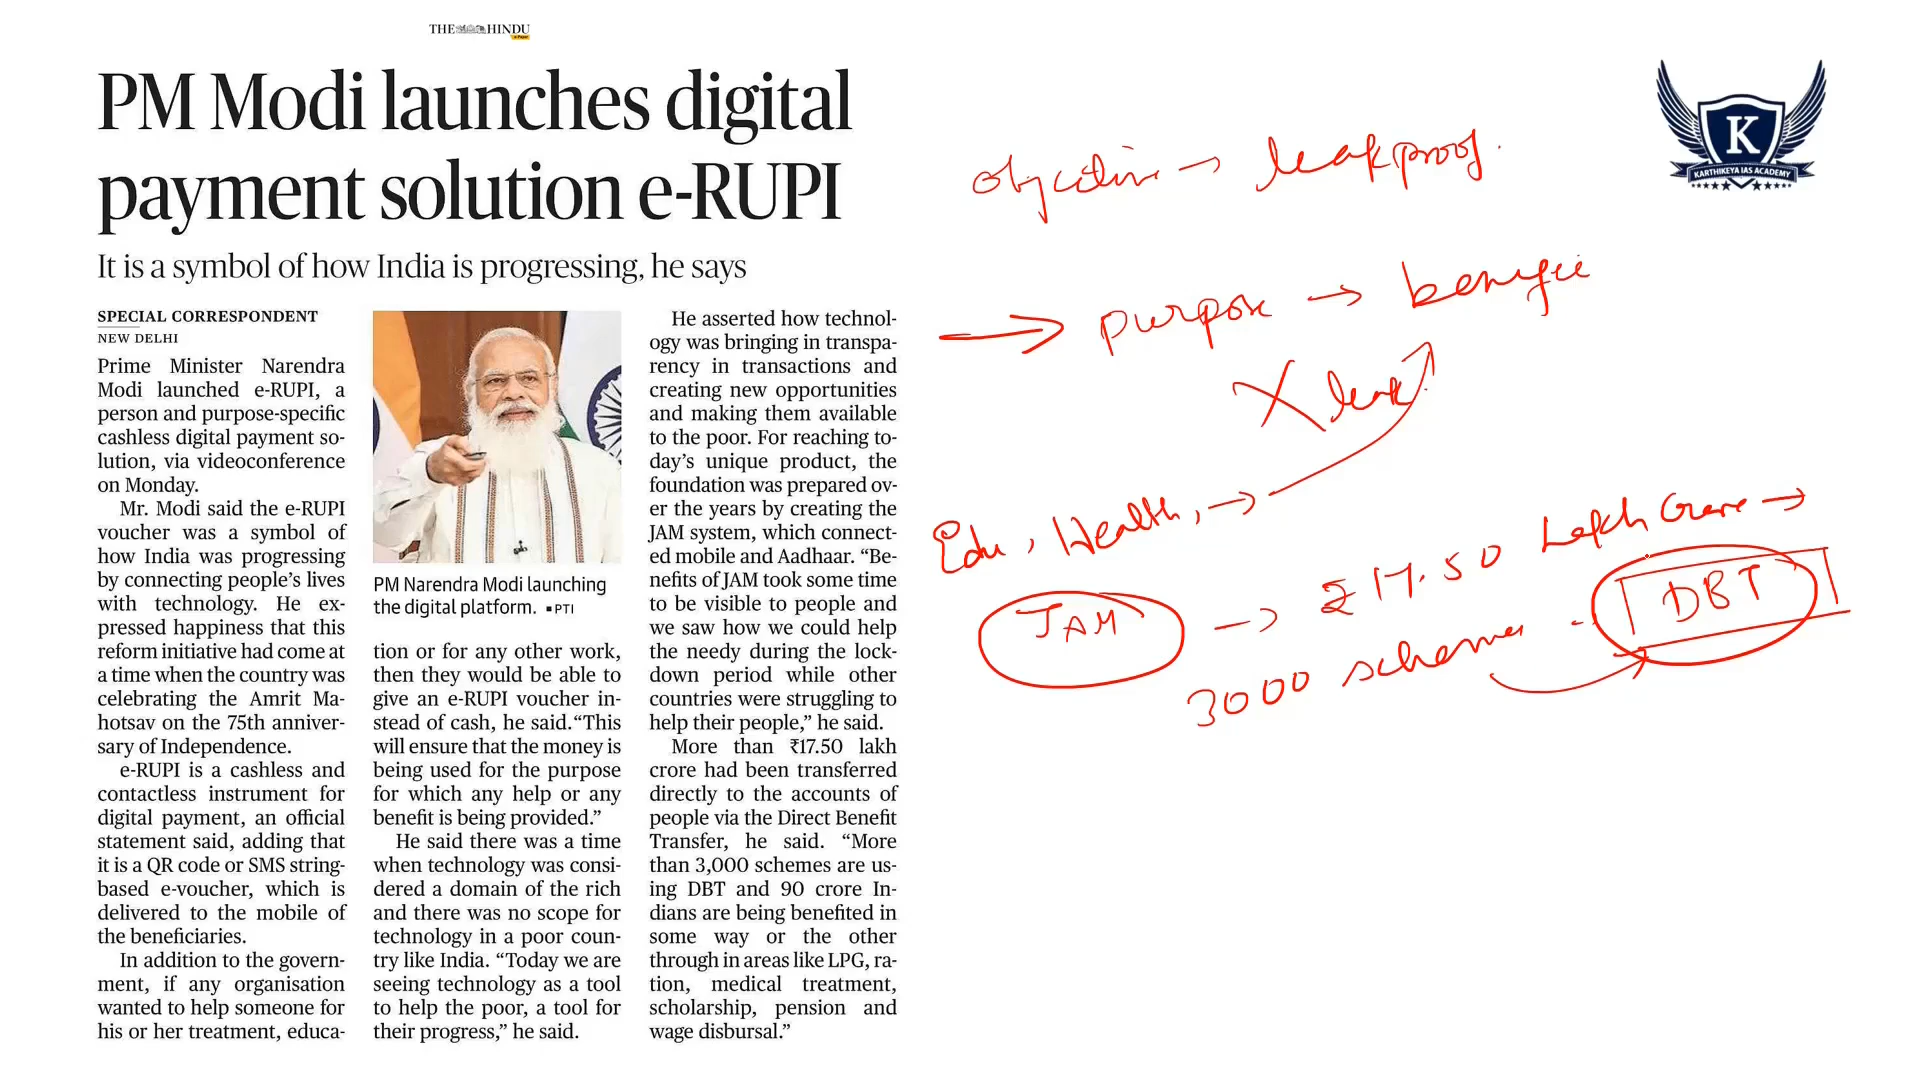 THE HINDU
e-Paper
PM Modi launches digital
payment solution e-RUPI
It is a symbol of how India is progressing, he says
SPECIAL CORRESPONDENT
NEW DELHI
Prime Minister Narendra
Modi launched e-RUPI, a
person and purpose-specific
cashless digital payment so-
lution, via videoconference
on Monday.
Mr. Modi said the e-RUPI
voucher was a symbol of
how India was progressing
by connecting people's lives
with technology. He ex-
pressed happiness that this
reform initiative had come at
a time when the country was
celebrating the Amrit Ma-
hotsav on the 75th anniver-
sary of Independence.
e-RUPI is a cashless and
contactless instrument for
digital payment, an official
statement said, adding that
it is a QR code or SMS string-
based e-voucher, which is
delivered to the mobile of
the beneficiaries.
In addition to the govern-
ment, if any organisation
wanted to help someone for
his or her treatment, educa-
PM Narendra Modi launching
the digital platform. ▪PTI
tion or for any other work,
then they would be able to
give an e-RUPI voucher in-
stead of cash, he said. “This
will ensure that the money is
being used for the purpose
for which any help or any
benefit is being provided.”
He said there was a time
when technology was consi-
dered a domain of the rich
and there was no scope for
technology in a poor coun-
try like India. “Today we are
seeing technology as a tool
to help the poor, a tool for
their progress,” he said.
He asserted how technol-
ogy was bringing in transpa-
rency in transactions and
creating new opportunities
and making them available
to the poor. For reaching to-
day's unique product, the
foundation was prepared ov-
er the years by creating the
JAM system, which connect-
ed mobile and Aadhaar. “Be-
nefits of JAM took some time
to be visible to people and
we saw how we could help
the needy during the lock-
down period while other
countries were struggling to
help their people,” he said.
More than ₹17.50 lakh
crore had been transferred
directly to the accounts of
people via the Direct Benefit
Transfer, he said. “More
than 3,000 schemes are us-
ing DBT and 90 crore In-
dians are being benefited in
some way or the other
through in areas like LPG, ra-
tion, medical treatment,
scholarship, pension and
wage disbursal.”
K
KARTHIKEYA IAS ACADEMY
objective → leakproof.
→ purpose → benefit
X leak
Edu, Health, →
JAM → ₹17.50 Lakh Crore →
3000 schemes - DBT